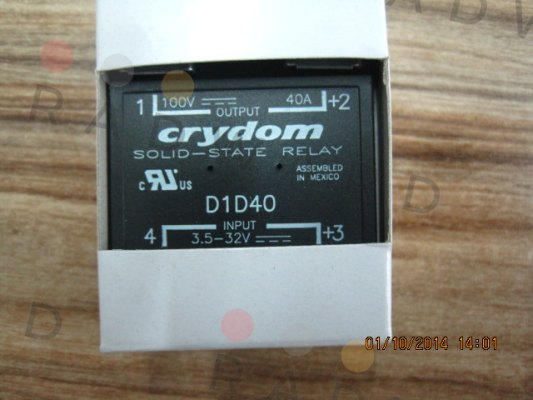 1 100V 40A +2
OUTPUT
crydom
SOLID-STATE RELAY
c RU US
ASSEMBLED
IN MEXICO
D1D40
INPUT
4 3.5-32V +3
01/10/2014 14:01